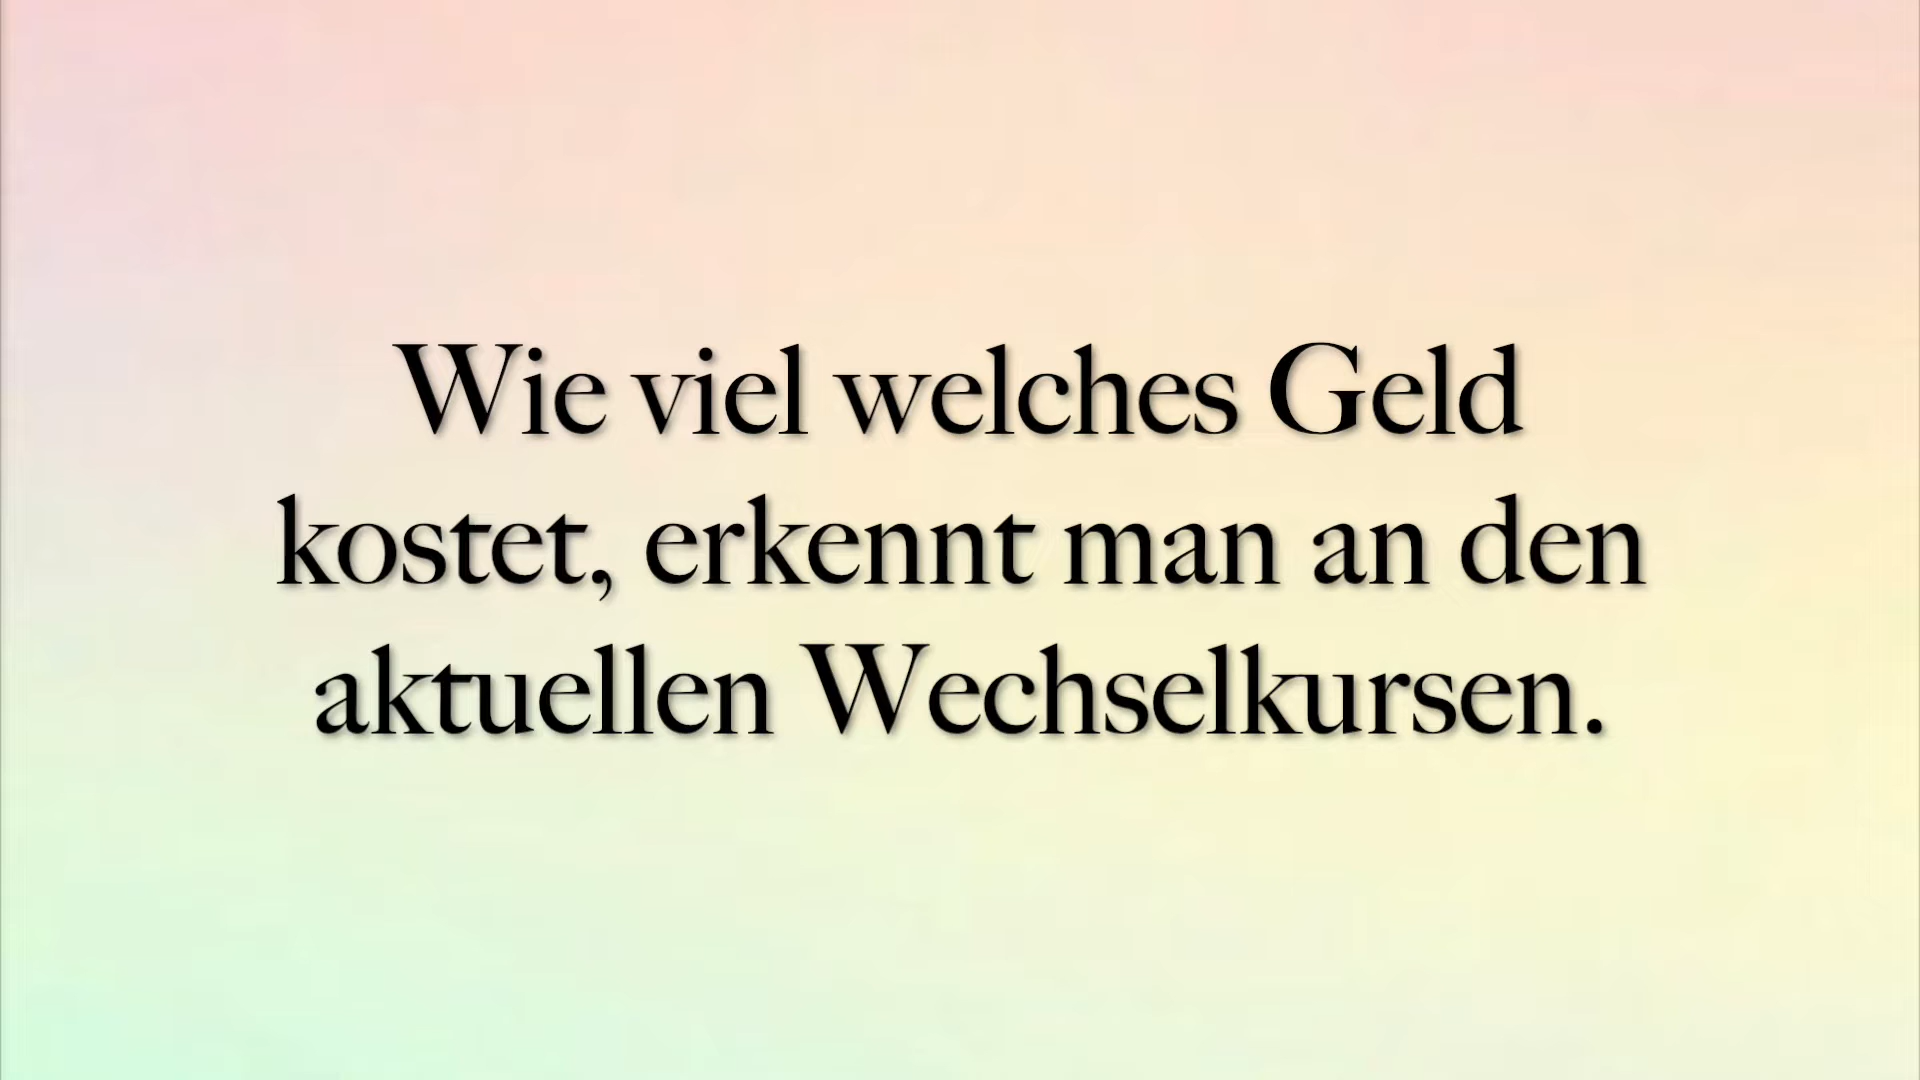 Wie viel welches Geld
kostet, erkennt man an den
aktuellen Wechselkursen.